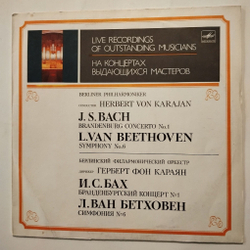 LIVE RECORDINGS
OF OUTSTANDING MUSICIANS
НА КОНЦЕРТАХ
ВЫДАЮЩИХСЯ МАСТЕРОВ
BERLINER PHILHARMONIKER
HERBERT VON KARAJAN
J.S. BACH
BRANDENBURG CONCERTO No.1
L.VAN BEETHOVEN
SYMPHONY No.6
БЕРЛИНСКИЙ ФИЛАРМОНИЧЕСКИЙ ОРКЕСТР
ГЕРБЕРТ ФОН КАРАЯН
И.С. БАХ
БРАНДЕНБУРГСКИЙ КОНЦЕРТ №1
Л.ВАН БЕТХОВЕН
СИМФОНИЯ №6